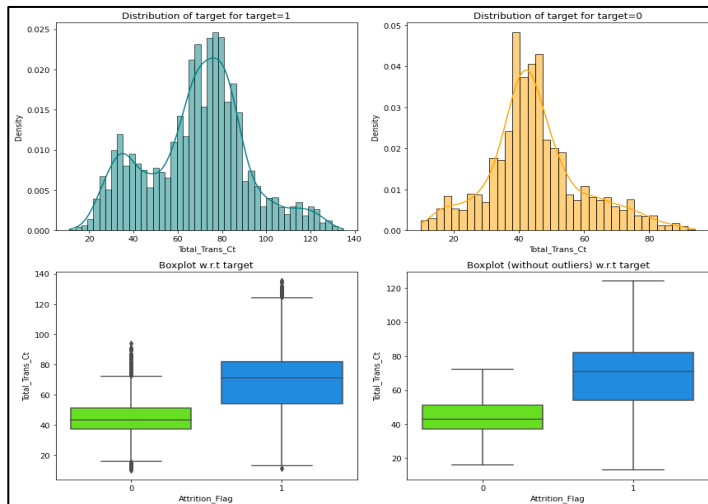 Distribution of target for target=1
Density
0.025
0.020
0.015
0.010
0.005
0.000
20 40 60 80 100 120 140
Total_Trans_Ct
Distribution of target for target=0
Density
0.05
0.04
0.03
0.02
0.01
0.00
20 40 60 80
Total_Trans_Ct
Boxplot w.r.t target
Total_Trans_Ct
140
120
100
80
60
40
20
0 1
Attrition_Flag
Boxplot (without outliers) w.r.t target
Total_Trans_Ct
120
100
80
60
40
20
0 1
Attrition_Flag